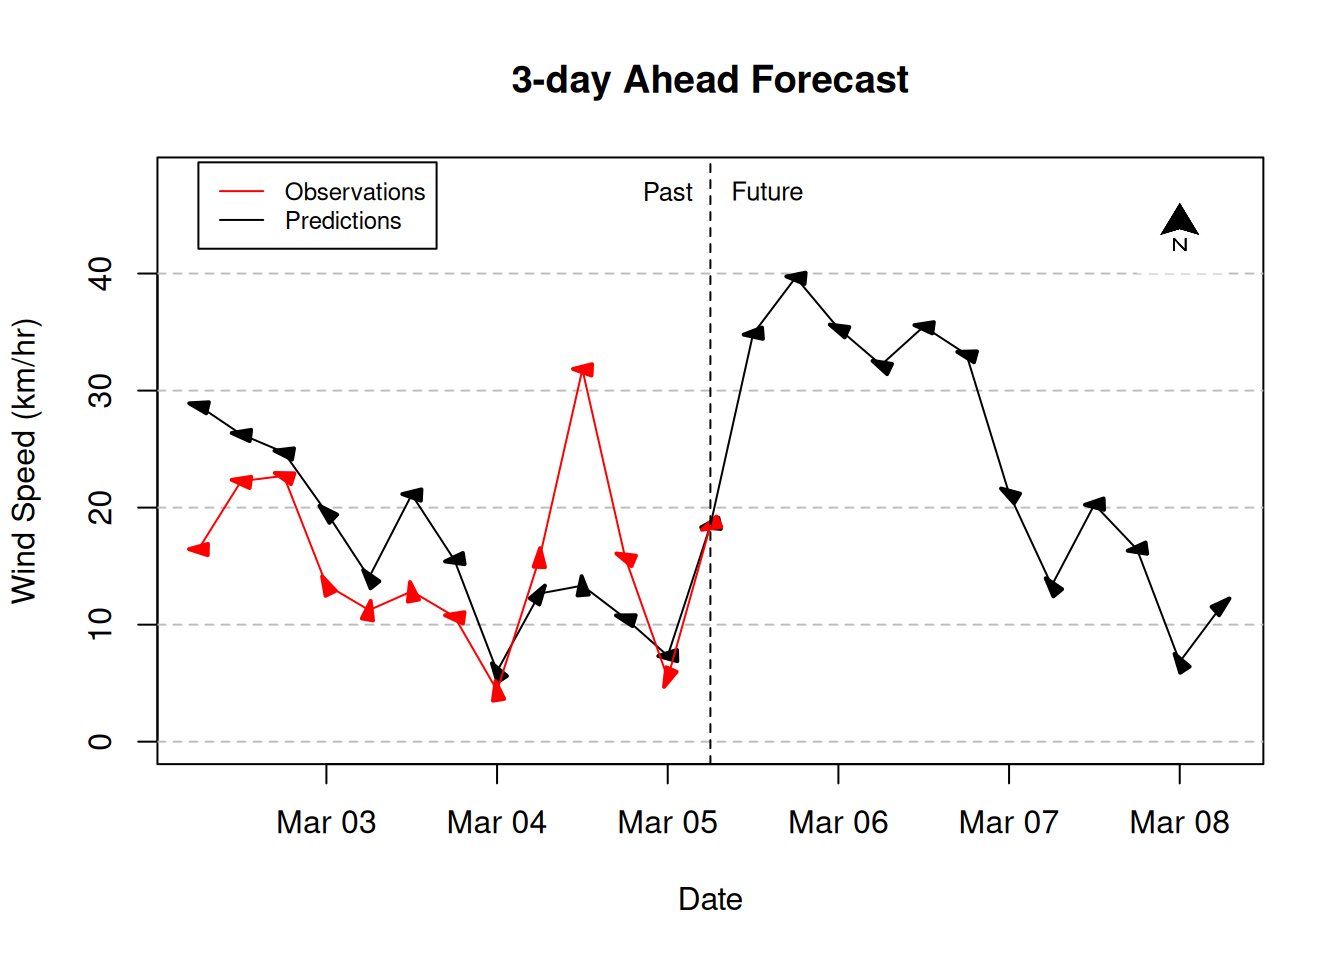 3-day Ahead Forecast
Observations
Predictions
Past
Future
N
40
30
20
10
0
Wind Speed (km/hr)
Mar 03
Mar 04
Mar 05
Mar 06
Mar 07
Mar 08
Date